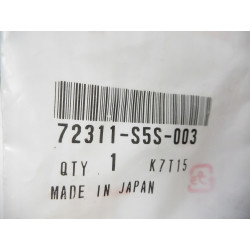 72311-S5S-003
QTY 1 K7T15
MADE IN JAPAN